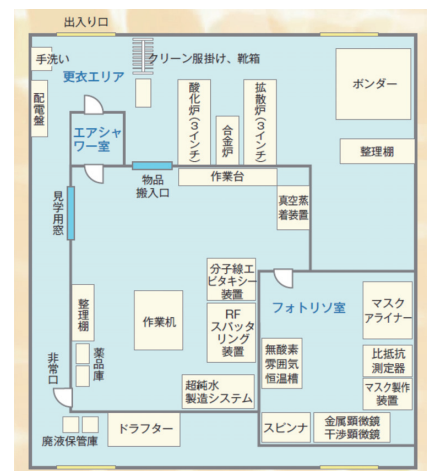 出入り口
手洗い
更衣エリア
クリーン服掛け、靴箱
配電盤
エアシャ
ワー室
酸化炉(3インチ)
合金炉
拡散炉(3インチ)
ボンダー
整理棚
見学用窓
物品
搬入口
作業台
真空蒸
着装置
分子線エ
ピタキシー
装置
フォトリソ室
マスク
アライナー
整理棚
作業机
RF
スパッタ
リング
装置
無酸素
雰囲気
恒温槽
比抵抗
測定器
薬品庫
非常口
超純水
製造システム
マスク製作
装置
廃液保管庫
ドラフター
スピンナ
金属顕微鏡
干渉顕微鏡